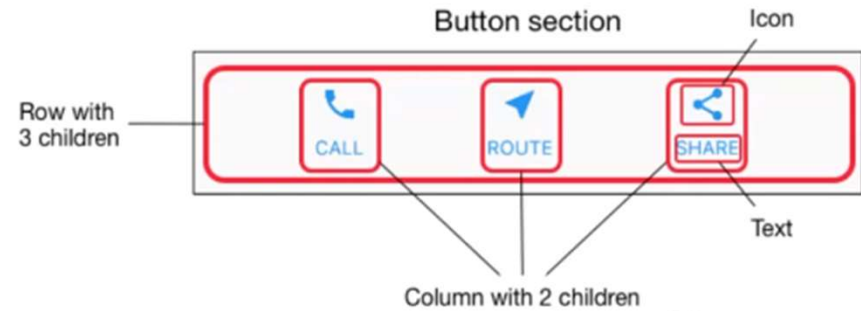 Button section
Icon
Row with
3 children
CALL
ROUTE
SHARE
Text
Column with 2 children